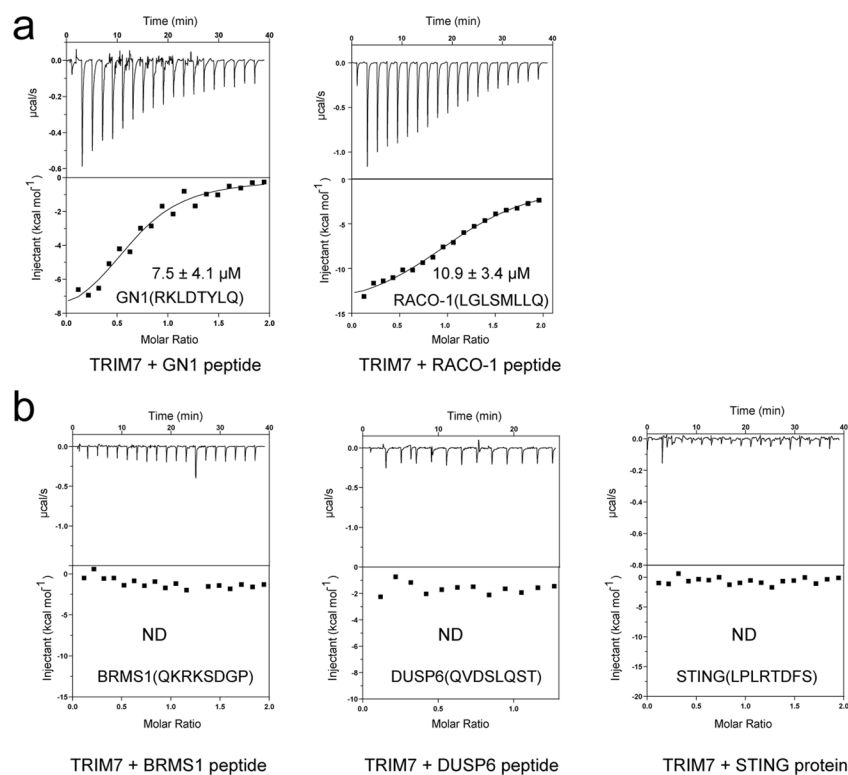 a
Time (min)
0 10 20 30 40
0.0
-0.2
-0.4
-0.6
µcal/s
0
-2
-4
-6
-8
Injectant (kcal mol⁻¹)
7.5 ± 4.1 µM
GN1(RKLDTYLQ)
0.0 0.5 1.0 1.5 2.0
Molar Ratio
TRIM7 + GN1 peptide
Time (min)
0 10 20 30 40
0.0
-0.5
-1.0
µcal/s
0
-5
-10
-15
Injectant (kcal mol⁻¹)
10.9 ± 3.4 µM
RACO-1(LGLSMLLQ)
0.0 0.5 1.0 1.5 2.0
Molar Ratio
TRIM7 + RACO-1 peptide
b
Time (min)
0 10 20 30 40
0.0
-0.5
-1.0
µcal/s
0
-5
-10
-15
Injectant (kcal mol⁻¹)
ND
BRMS1(QKRKSDGP)
0.0 0.5 1.0 1.5 2.0
Molar Ratio
TRIM7 + BRMS1 peptide
Time (min)
0 10 20
0.0
-0.5
-1.0
µcal/s
0
-2
-4
-6
-8
-10
Injectant (kcal mol⁻¹)
ND
DUSP6(QVDSLQST)
0.0 0.5 1.0
Molar Ratio
TRIM7 + DUSP6 peptide
Time (min)
0 10 20 30 40
0.0
-0.2
-0.4
-0.6
-0.8
µcal/s
0
-5
-10
-15
-20
Injectant (kcal mol⁻¹)
ND
STING(LPLRTDFS)
0.0 0.5 1.0 1.5 2.0
Molar Ratio
TRIM7 + STING protein